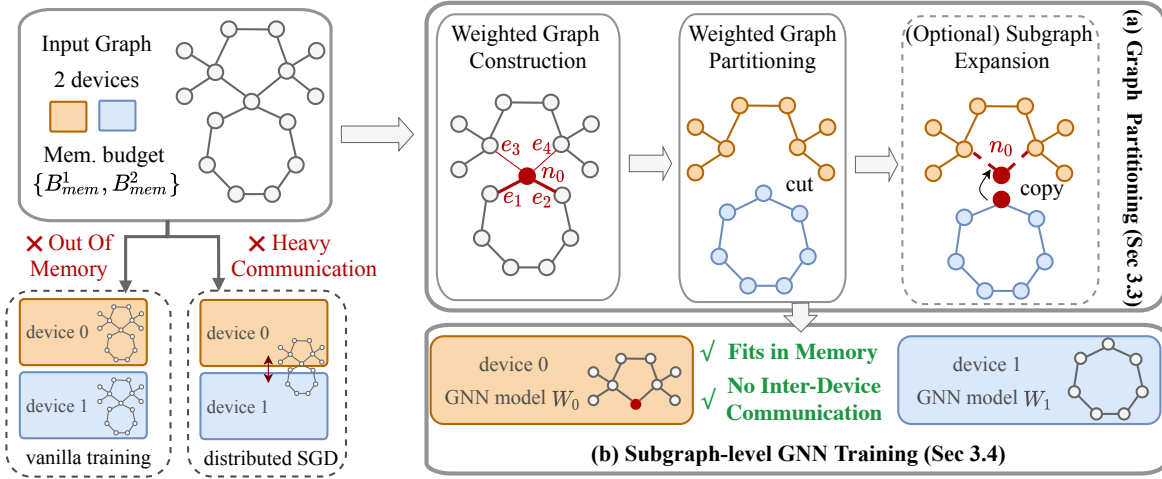 Input Graph
2 devices
Mem. budget
{B¹ₘₑₘ, B²ₘₑₘ}
× Out Of
Memory
× Heavy
Communication
device 0
device 1
vanilla training
device 0
device 1
distributed SGD
Weighted Graph
Construction
e₃
e₄
n₀
e₁
e₂
Weighted Graph
Partitioning
cut
(Optional) Subgraph
Expansion
n₀
copy
(a) Graph Partitioning (Sec 3.3)
device 0
GNN model W₀
√ Fits in Memory
√ No Inter-Device
Communication
device 1
GNN model W₁
(b) Subgraph-level GNN Training (Sec 3.4)